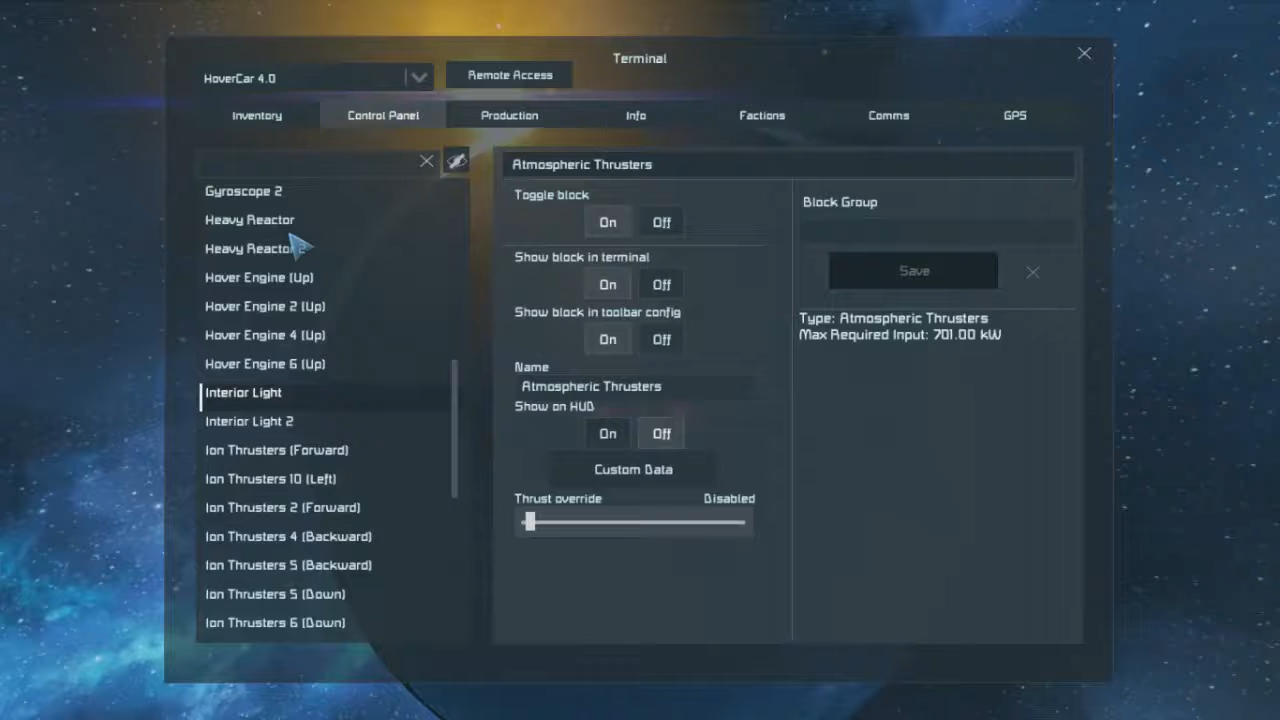 Terminal
HoverCar 4.0
Remote Access
Inventory
Control Panel
Production
Info
Factions
Comms
GPS
Gyroscope 2
Heavy Reactor
Heavy Reactor 2
Hover Engine (Up)
Hover Engine 2 (Up)
Hover Engine 4 (Up)
Hover Engine 6 (Up)
Interior Light
Interior Light 2
Ion Thrusters (Forward)
Ion Thrusters 10 (Left)
Ion Thrusters 2 (Forward)
Ion Thrusters 4 (Backward)
Ion Thrusters 5 (Backward)
Ion Thrusters 5 (Down)
Ion Thrusters 6 (Down)
Atmospheric Thrusters
Toggle block
On Off
Show block in terminal
On Off
Show block in toolbar config
On Off
Name
Atmospheric Thrusters
Show on HUD
On Off
Custom Data
Thrust override Disabled
Block Group
Save
Type: Atmospheric Thrusters
Max Required Input: 701.00 kW